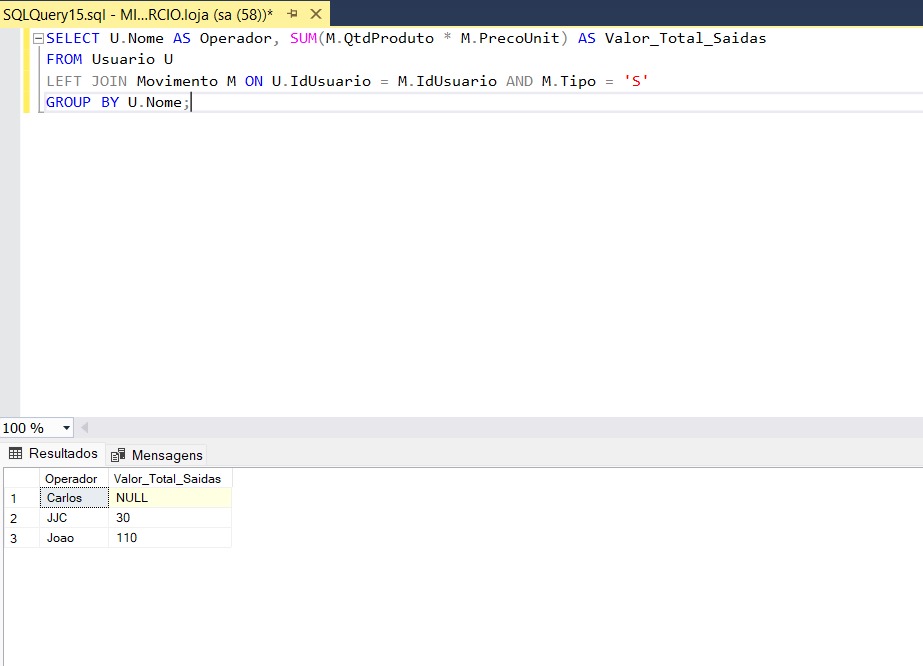 SQLQuery15.sql - MI...RCIO.loja (sa (58))*
SELECT U.Nome AS Operador, SUM(M.QtdProduto * M.PrecoUnit) AS Valor_Total_Saidas
FROM Usuario U
LEFT JOIN Movimento M ON U.IdUsuario = M.IdUsuario AND M.Tipo = 'S'
GROUP BY U.Nome;
100 %
Resultados Mensagens
Operador Valor_Total_Saidas
1 Carlos NULL
2 JJC 30
3 Joao 110